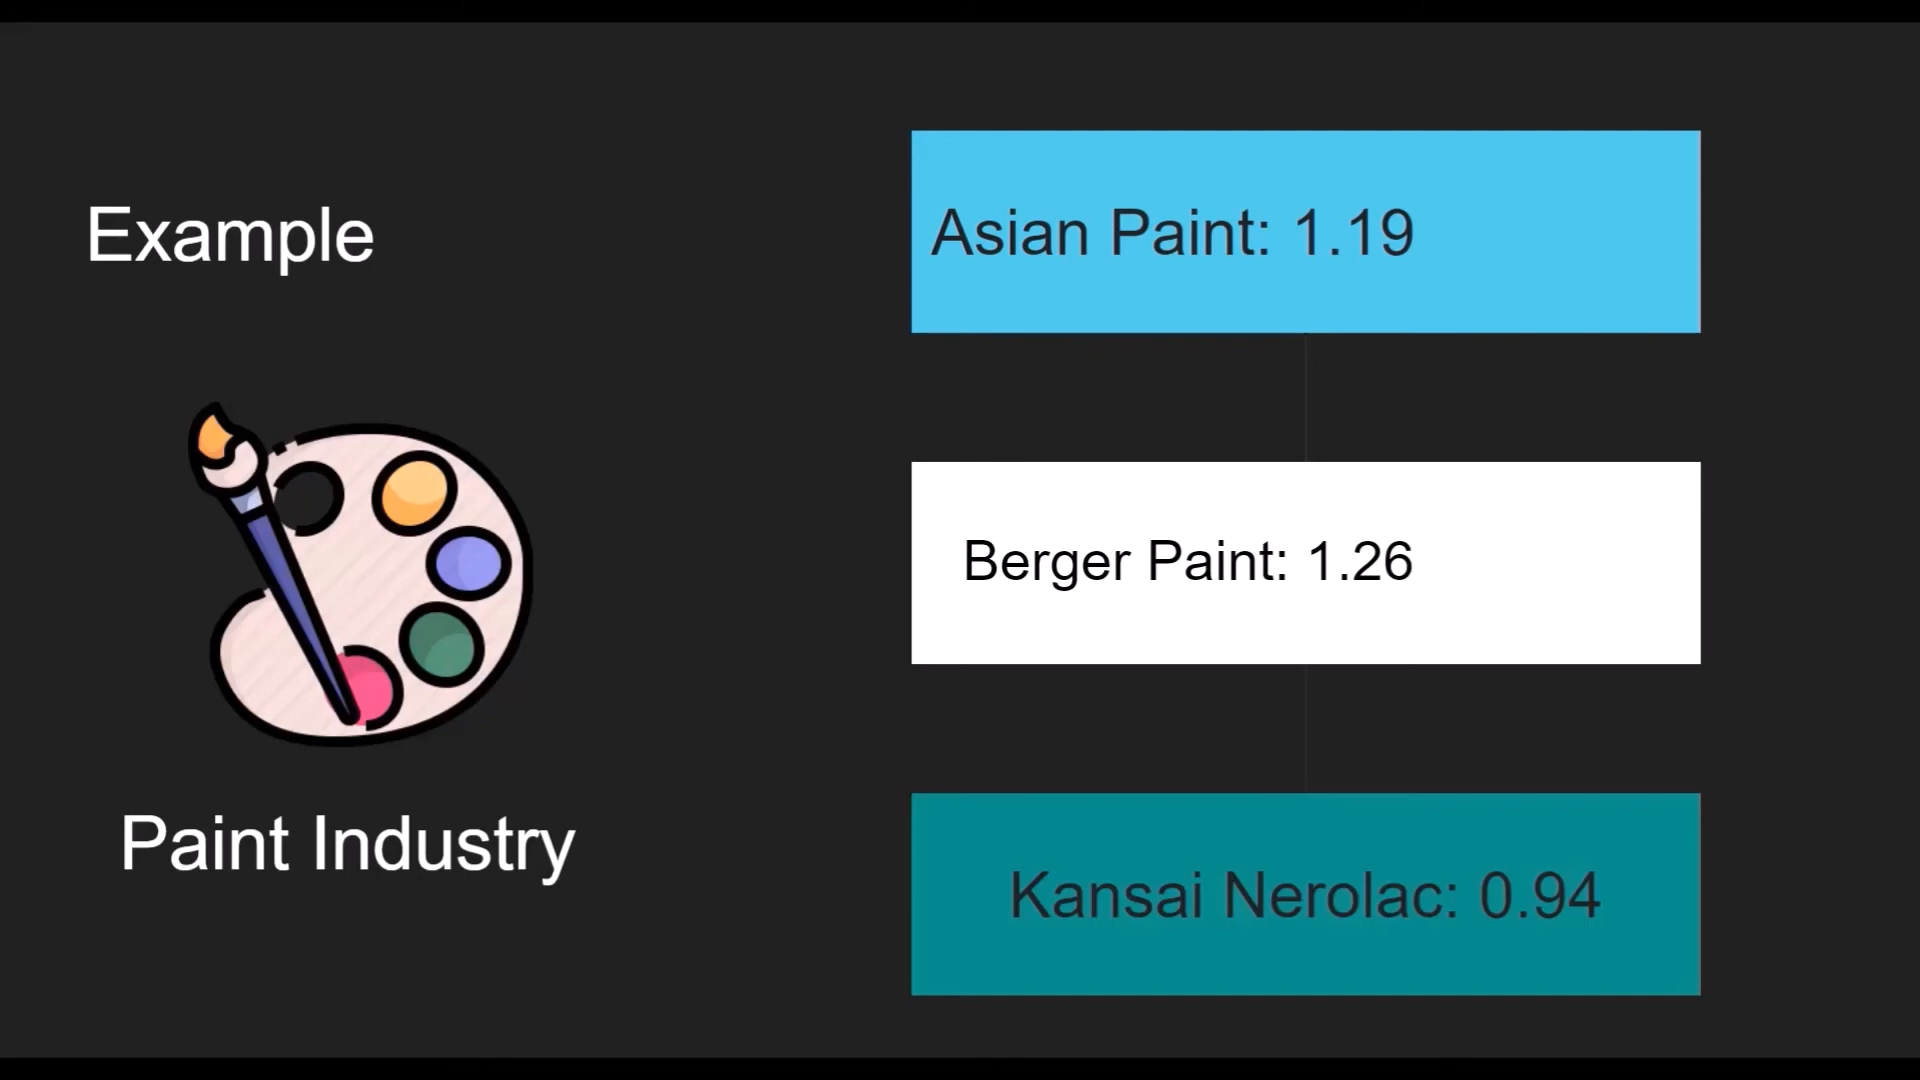 Example
Paint Industry
Asian Paint: 1.19
Berger Paint: 1.26
Kansai Nerolac: 0.94